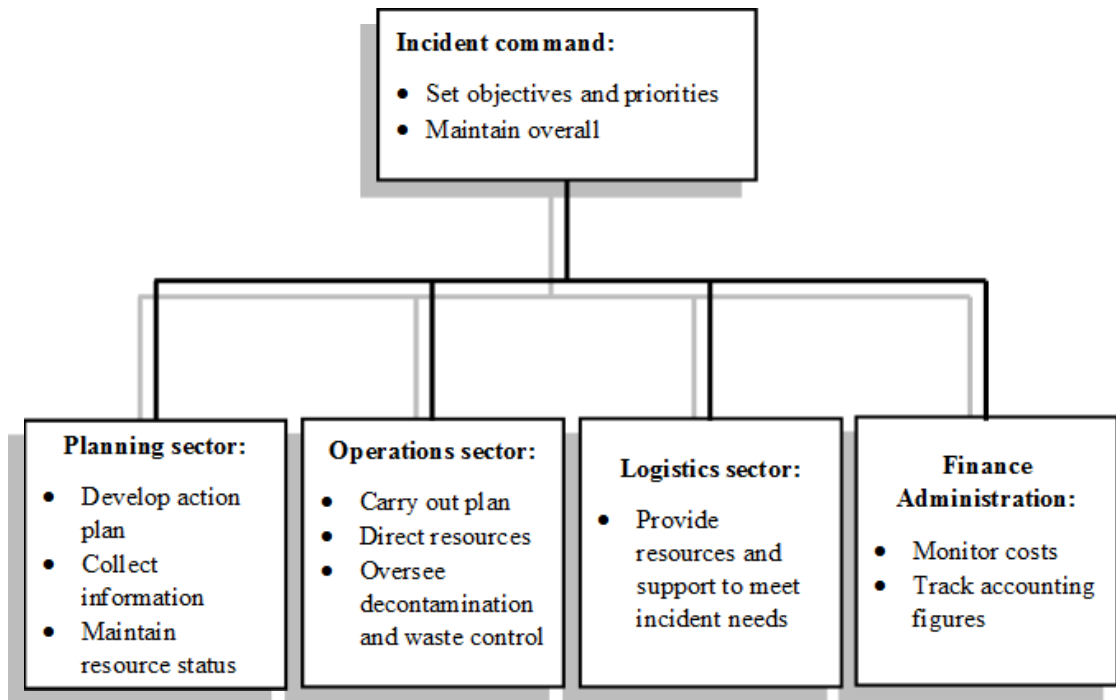 Incident command:
• Set objectives and priorities
• Maintain overall
Planning sector:
• Develop action
plan
• Collect
information
• Maintain
resource status
Operations sector:
• Carry out plan
• Direct resources
• Oversee
decontamination
and waste control
Logistics sector:
• Provide
resources and
support to meet
incident needs
Finance
Administration:
• Monitor costs
• Track accounting
figures